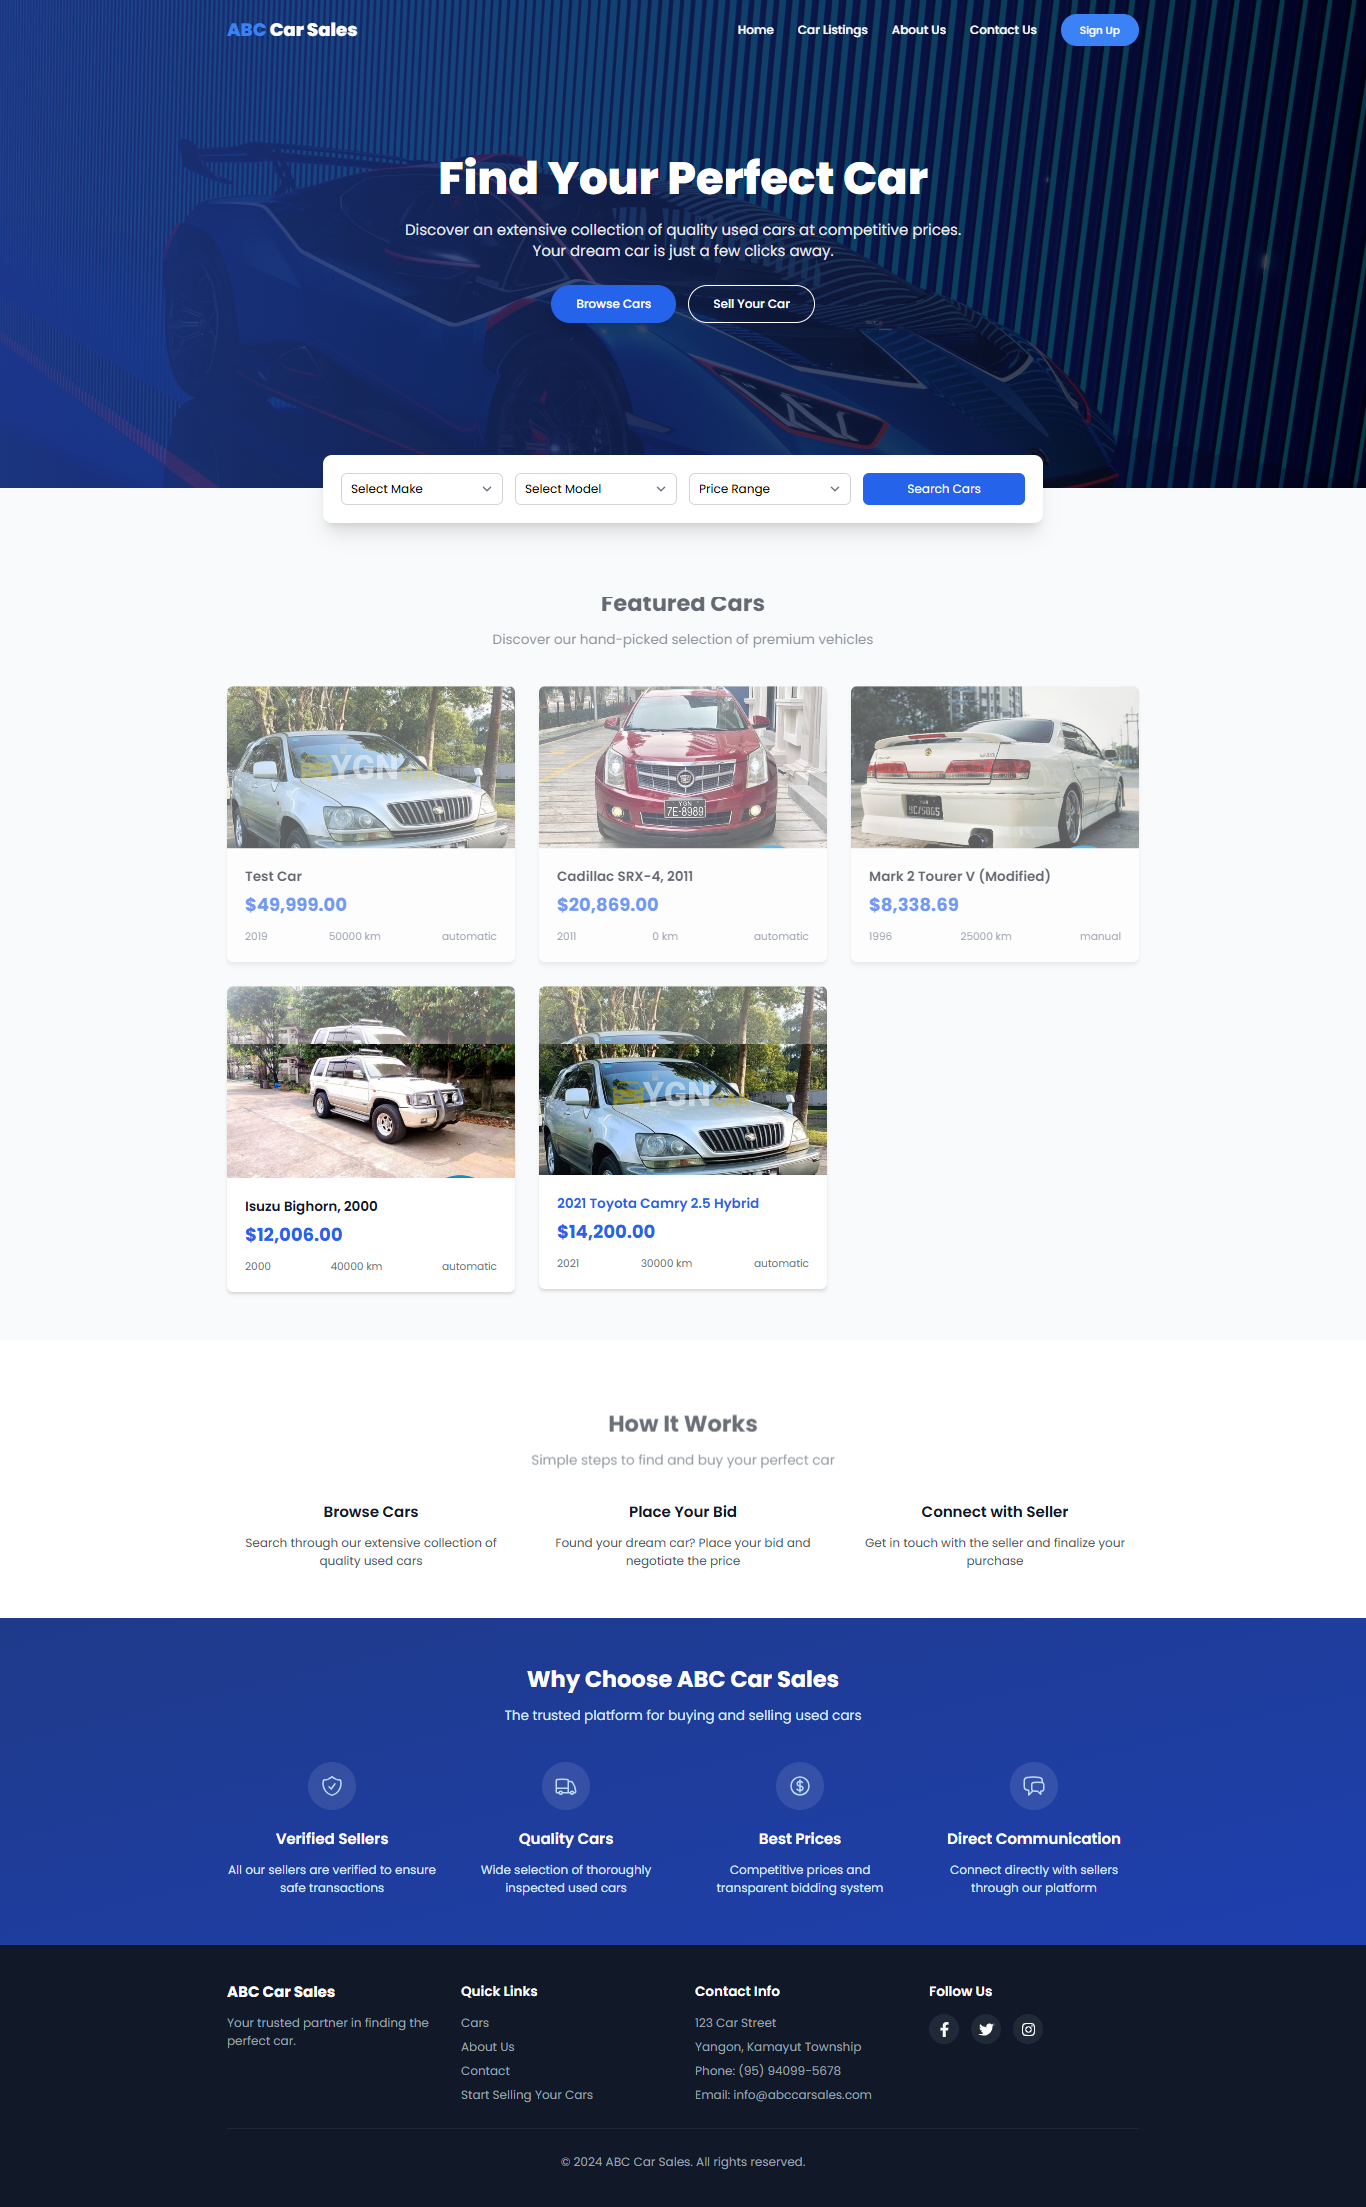 ABC Car Sales
Home
Car Listings
About Us
Contact Us
Sign Up
Find Your Perfect Car
Discover an extensive collection of quality used cars at competitive prices.
Your dream car is just a few clicks away.
Browse Cars
Sell Your Car
Select Make
Select Model
Price Range
Search Cars
Featured Cars
Discover our hand-picked selection of premium vehicles
YGN CAR
YGN
7E-8989
Test Car
$49,999.00
2019
50000 km
automatic
Cadillac SRX-4, 2011
$20,869.00
2011
0 km
automatic
Mark 2 Tourer V (Modified)
$8,338.69
1996
25000 km
manual
YGN CAR
Isuzu Bighorn, 2000
$12,006.00
2000
40000 km
automatic
2021 Toyota Camry 2.5 Hybrid
$14,200.00
2021
30000 km
automatic
How It Works
Simple steps to find and buy your perfect car
Browse Cars
Search through our extensive collection of
quality used cars
Place Your Bid
Found your dream car? Place your bid and
negotiate the price
Connect with Seller
Get in touch with the seller and finalize your
purchase
Why Choose ABC Car Sales
The trusted platform for buying and selling used cars
Verified Sellers
All our sellers are verified to ensure
safe transactions
Quality Cars
Wide selection of thoroughly
inspected used cars
Best Prices
Competitive prices and
transparent bidding system
Direct Communication
Connect directly with sellers
through our platform
ABC Car Sales
Your trusted partner in finding the
perfect car.
Quick Links
Cars
About Us
Contact
Start Selling Your Cars
Contact Info
123 Car Street
Yangon, Kamayut Township
Phone: (95) 94099-5678
Email: info@abccarsales.com
Follow Us
© 2024 ABC Car Sales. All rights reserved.